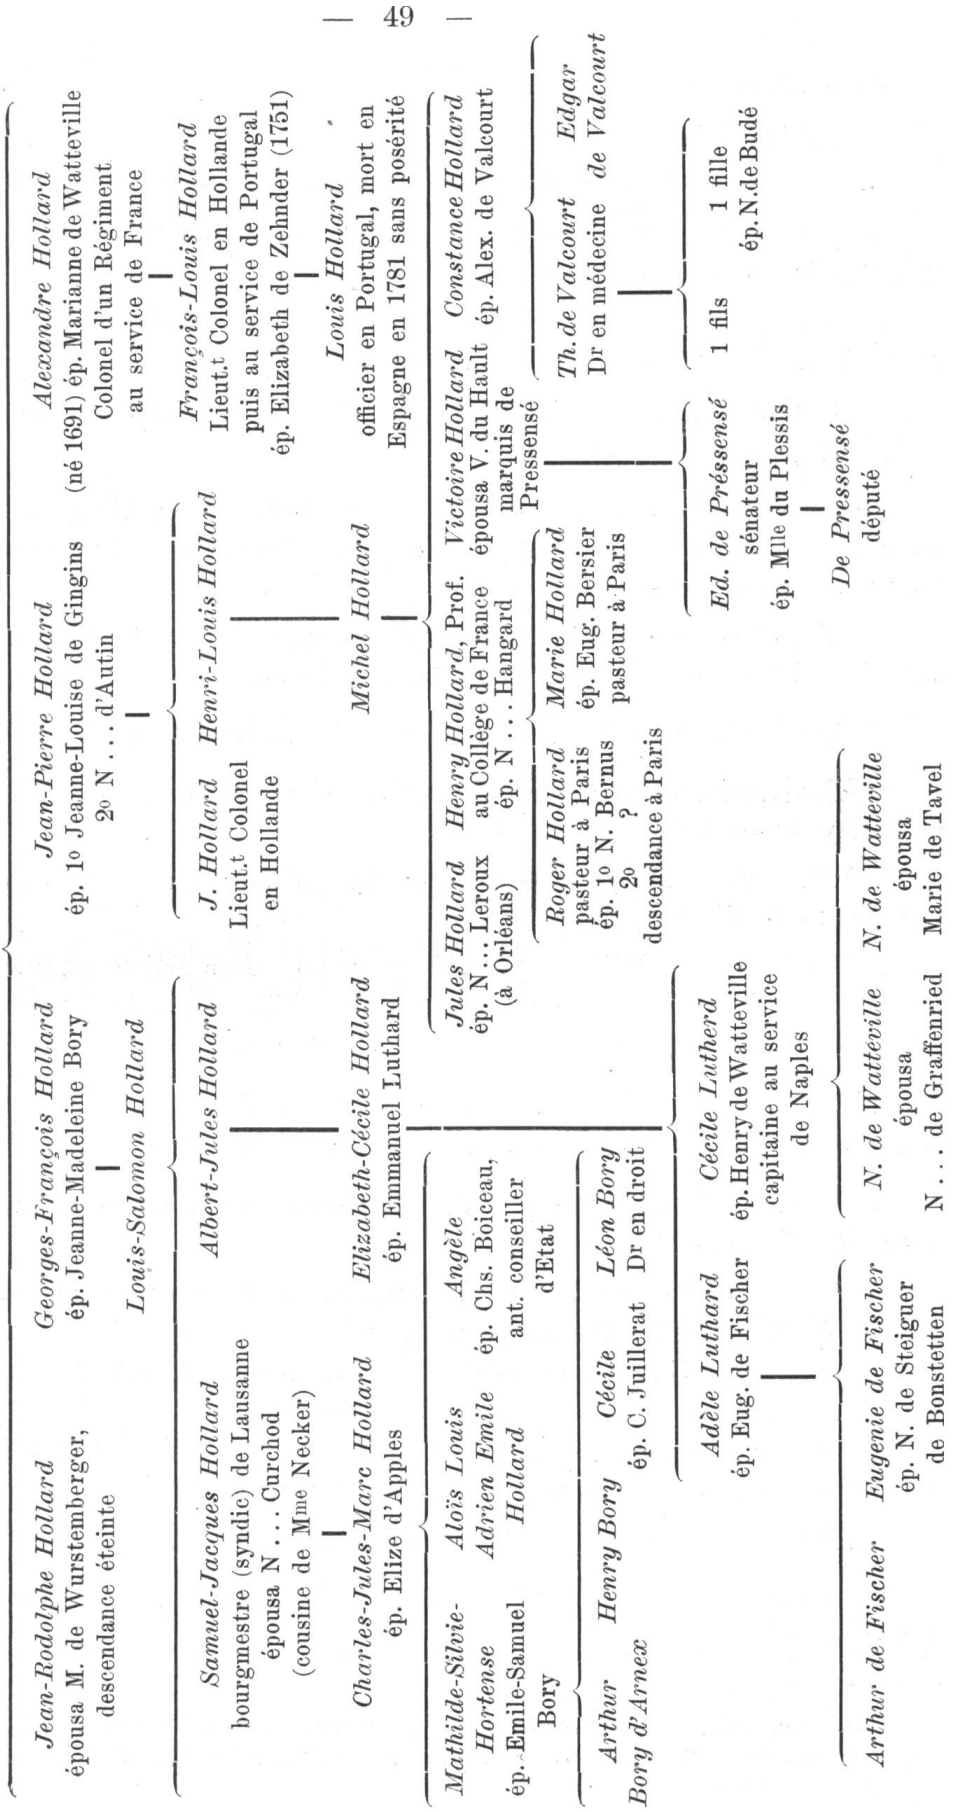 — 49 —
Jean-Rodolphe Hollard
épousa M. de Wurstemberger,
descendance éteinte
Georges-François Hollard
ép. Jeanne-Madeleine Bory
Louis-Salomon Hollard
Jean-Pierre Hollard
ép. 1º Jeanne-Louise de Gingins
2º N... d'Autin
Alexandre Hollard
(né 1691) ép. Marianne de Watteville
Colonel d'un Régiment
au service de France
François-Louis Hollard
Lieut.t Colonel en Hollande
puis au service de Portugal
ép. Elizabeth de Zehnder (1751)
Louis Hollard
officier en Portugal, mort en
Espagne en 1781 sans posérité
Samuel-Jacques Hollard
bourgmestre (syndic) de Lausanne
épousa N... Curchod
(cousine de Mme Necker)
Albert-Jules Hollard
J. Hollard
Lieut.t Colonel
en Hollande
Henri-Louis Hollard
Charles-Jules-Marc Hollard
ép. Elize d'Apples
Elizabeth-Cécile Hollard
ép. Emmanuel Luthard
Michel Hollard
Mathilde-Silvie-
Hortense
ép. Emile-Samuel
Bory
Aloïs Louis
Adrien Emile
Hollard
Angèle
ép. Chs. Boiceau,
ant. conseiller
d'Etat
Jules Hollard
ép. N... Leroux
(à Orléans)
Henry Hollard, Prof.
au Collège de France
ép. N... Hangard
Victoire Hollard
épousa V. du Hault
marquis de
Pressensé
Constance Hollard
ép. Alex. de Valcourt
Roger Hollard
pasteur à Paris
ép. 1º N. Bernus
2º ?
descendance à Paris
Marie Hollard
ép. Eug. Bersier
pasteur à Paris
Th. de Valcourt
Dr en médecine
Edgar
de Valcourt
Arthur
Bory d'Arnex
Henry Bory
Cécile
ép. C. Juillerat
Léon Bory
Dr en droit
Adèle Luthard
ép. Eug. de Fischer
Cécile Lutherd
ép. Henry de Watteville
capitaine au service
de Naples
Ed. de Préssensé
sénateur
ép. Mlle du Plessis
De Pressensé
député
1 fils
1 fille
ép. N. de Budé
Arthur de Fischer
Eugenie de Fischer
ép. N. de Steiguer
de Bonstetten
N. de Watteville
épousa
N... de Graffenried
N. de Watteville
épousa
Marie de Tavel